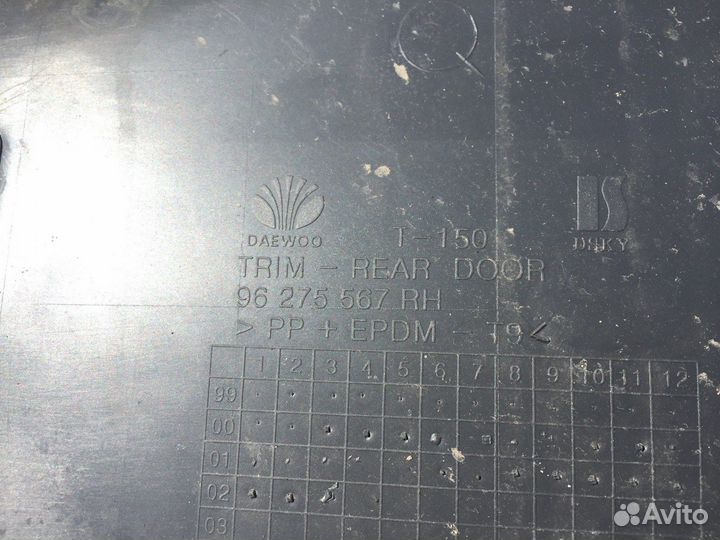 DAEWOO T-150 DSKY
TRIM - REAR DOOR
96 275 567 RH
> PP + EPDM - T9 <
1 2 3 4 5 6 7 8 9 10 11 12
99
00
01
02
03
Avito